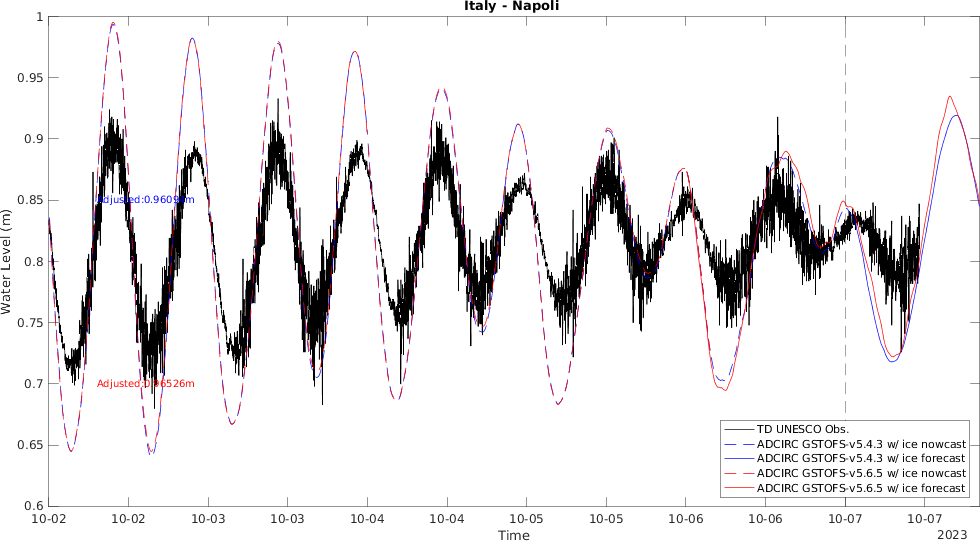 Italy - Napoli
1
0.95
0.9
0.85
0.8
0.75
0.7
0.65
0.6
Water Level (m)
Adjusted:0.9609 m
Adjusted:0.96526m
TD UNESCO Obs.
ADCIRC GSTOFS-v5.4.3 w/ ice nowcast
ADCIRC GSTOFS-v5.4.3 w/ ice forecast
ADCIRC GSTOFS-v5.6.5 w/ ice nowcast
ADCIRC GSTOFS-v5.6.5 w/ ice forecast
10-02 10-02 10-03 10-03 10-04 10-04 10-05 10-05 10-06 10-06 10-07 10-07
Time
2023